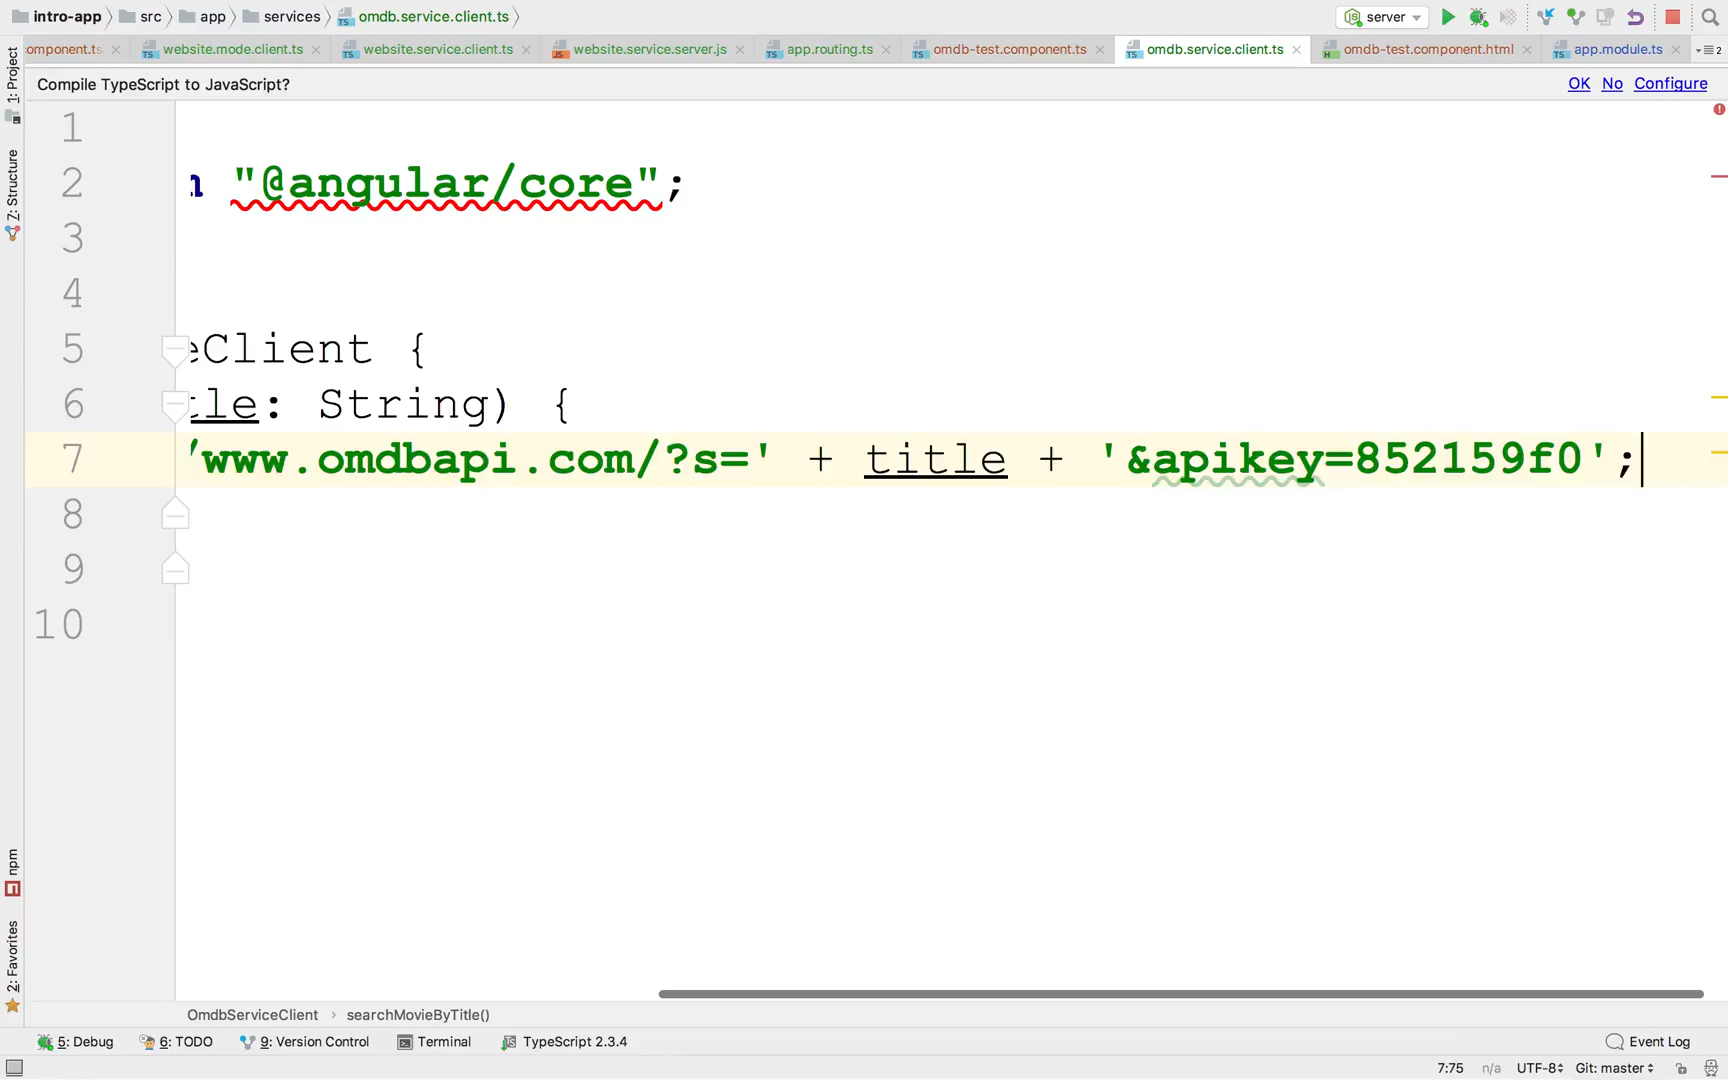 intro-app src app services omdb.service.client.ts server
omponent.ts website.mode.client.ts website.service.client.ts website.service.server.js app.routing.ts omdb-test.component.ts omdb.service.client.ts omdb-test.component.html app.module.ts 2
Compile TypeScript to JavaScript? OK No Configure
1: Project
7: Structure
npm
2: Favorites
1
2 "@angular/core";
3
4
5 eClient {
6 tle: String) {
7 /www.omdbapi.com/?s=' + title + '&apikey=852159f0';
8
9
10
OmdbServiceClient › searchMovieByTitle()
5: Debug 6: TODO 9: Version Control Terminal TypeScript 2.3.4 Event Log
7:75 n/a UTF-8 Git: master